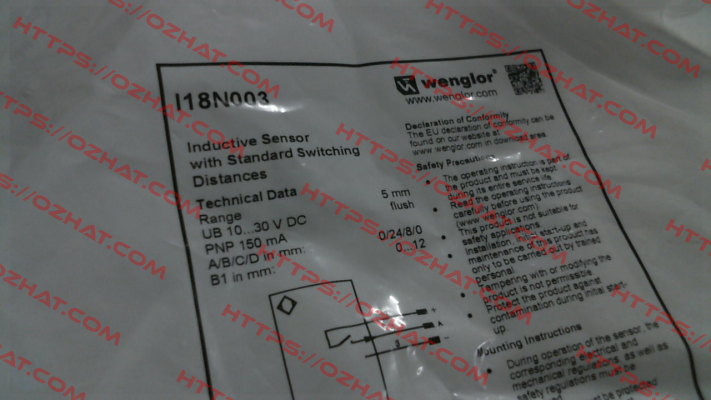 I18N003
Inductive Sensor
with Standard Switching
Distances
Technical Data
Range 5 mm
flush
UB 10...30 V DC
PNP 150 mA
A/B/C/D in mm: 0/24/8/0
B1 in mm: 0...12
+
A
–
wenglor®
www.wenglor.com
Declaration of Conformity
The EU declaration of conformity can be
found on our website at
www.wenglor.com in download area
Safety Precautions
• The operating instruction is part of
the product and must be kept
during its entire service life
• Read the operating instructions
carefully before using the product
(www.wenglor.com)
• This product is not suitable for
safety applications
• Installation, initial start-up and
maintenance of this product has
only to be carried out by trained
personal
• Tampering with or modifying the
product is not permissible
• Protect the product against
contamination during initial start-
up
Mounting Instructions
• During operation of the sensor, the
corresponding electrical and
mechanical regulations, as well as
safety regulations must be
must be protected
HTTPS://OZHAT.COM